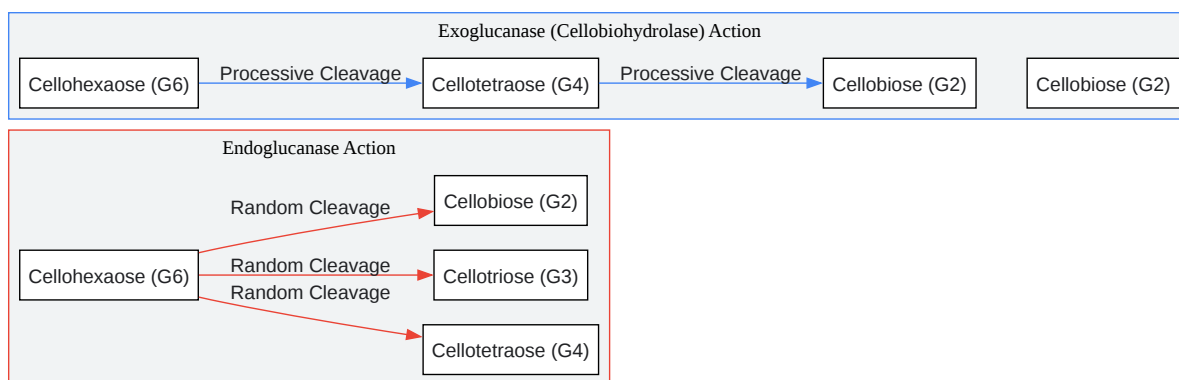 Exoglucanase (Cellobiohydrolase) Action
Cellohexaose (G6)
Processive Cleavage
Cellotetraose (G4)
Processive Cleavage
Cellobiose (G2)
Cellobiose (G2)
Endoglucanase Action
Cellohexaose (G6)
Random Cleavage
Cellobiose (G2)
Random Cleavage
Cellotriose (G3)
Random Cleavage
Cellotetraose (G4)